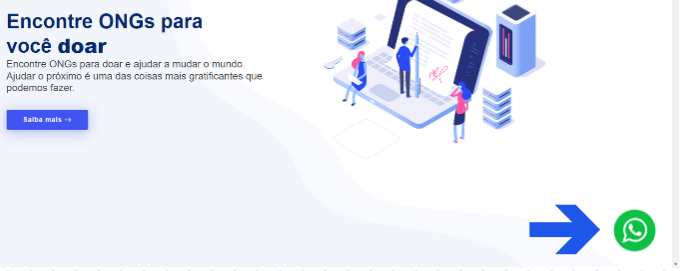 Encontre ONGs para
você doar
Encontre ONGs para doar e ajudar a mudar o mundo.
Ajudar o próximo é uma das coisas mais gratificantes que
podemos fazer.
Saiba mais →